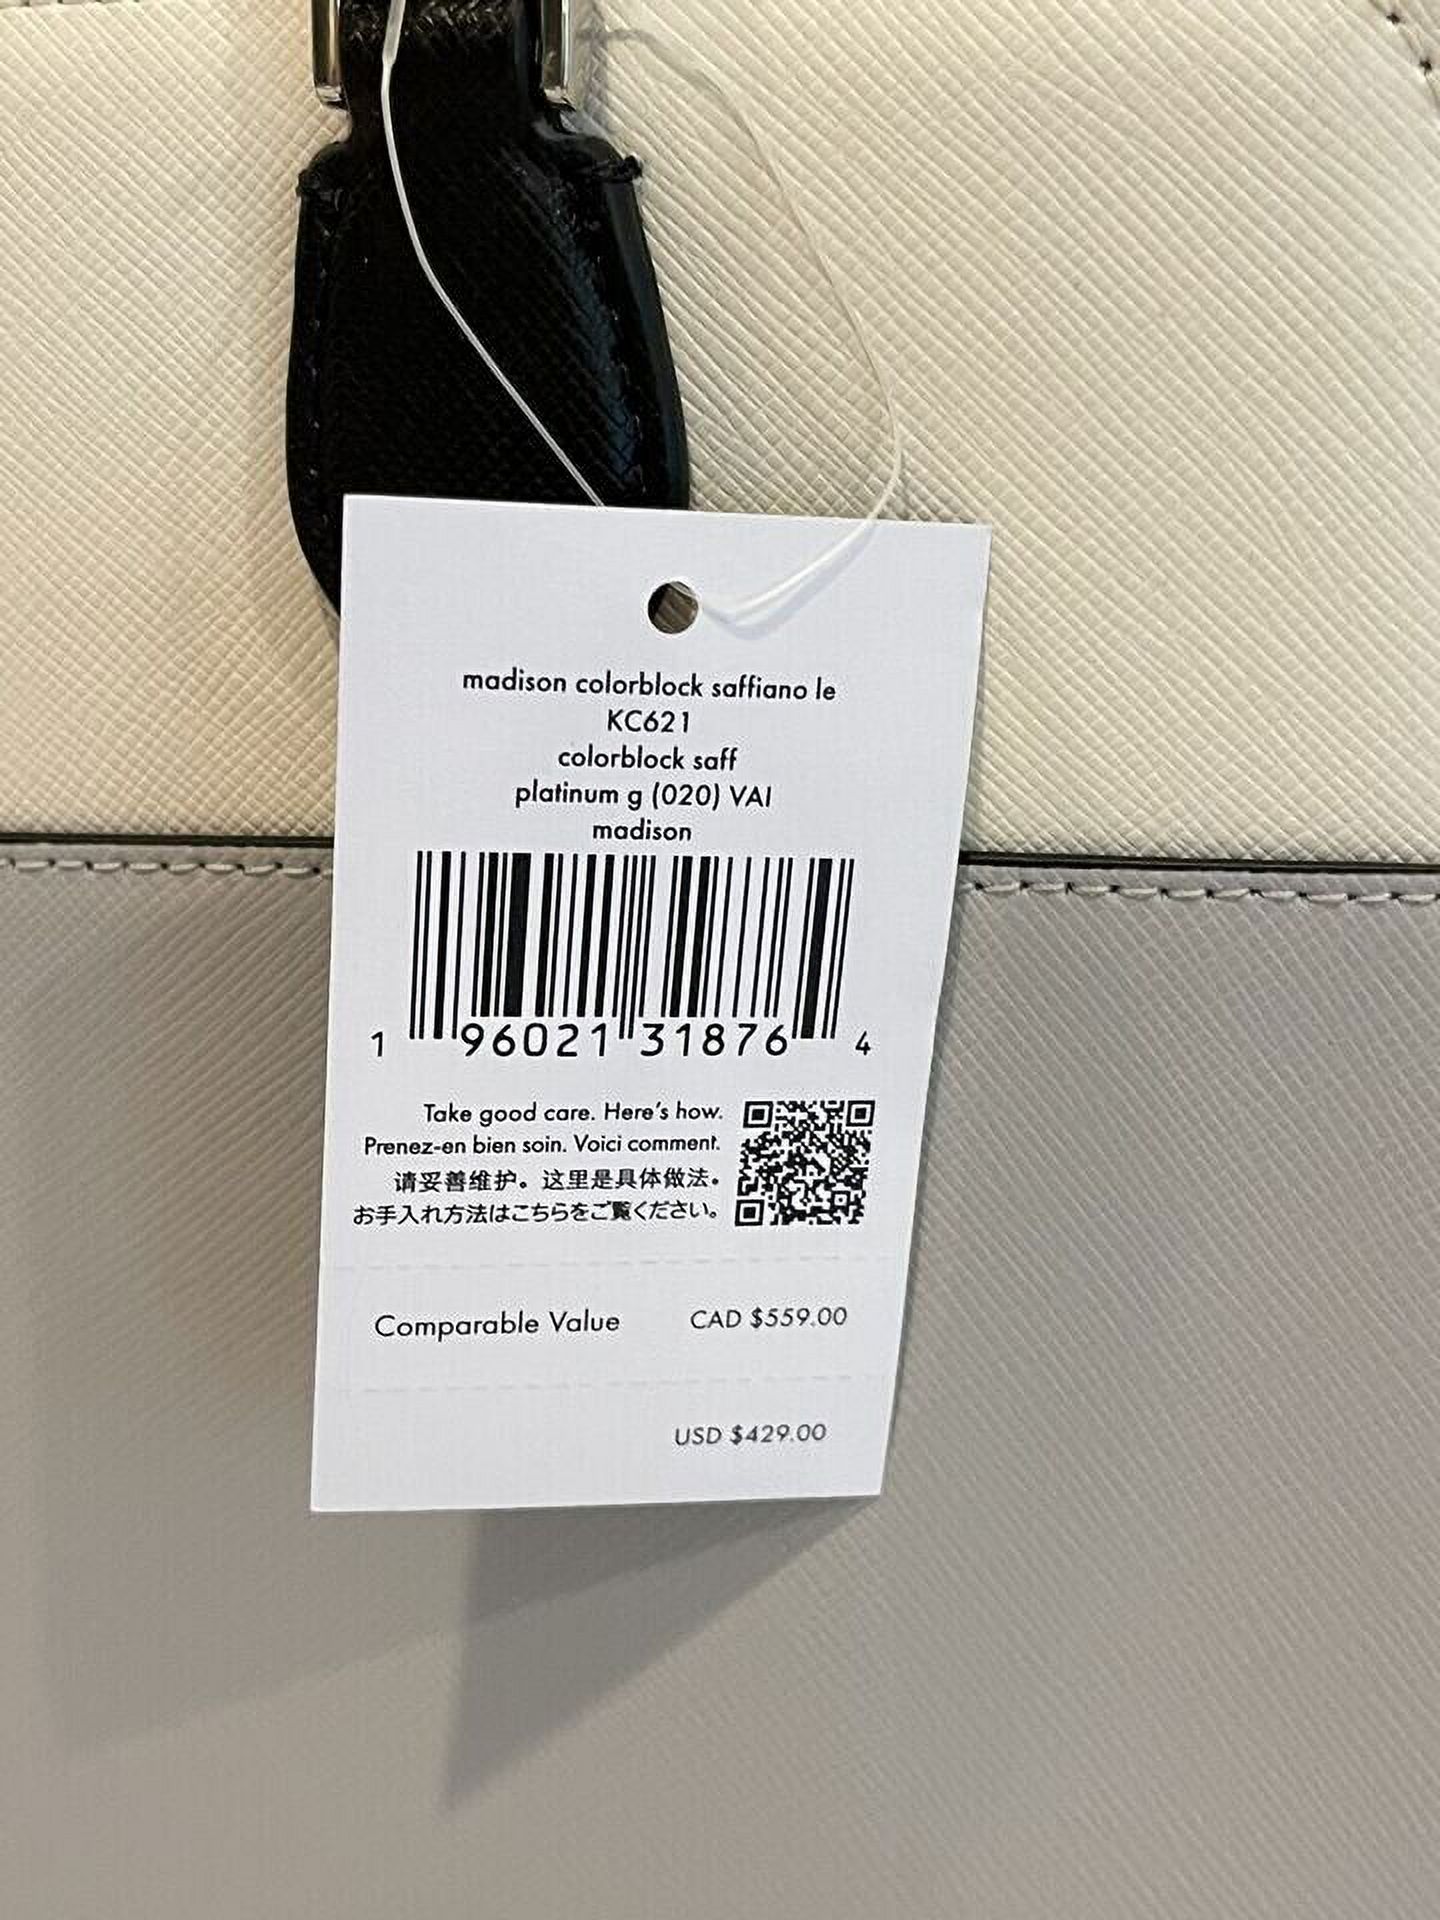 madison colorblock saffiano le
KC621
colorblock saff
platinum g (020) VAI
madison
1 96021 31876 4
Take good care. Here's how.
Prenez-en bien soin. Voici comment.
请妥善维护。这里是具体做法。
お手入れ方法はこちらをご覧ください。
Comparable Value CAD $559.00
USD $429.00